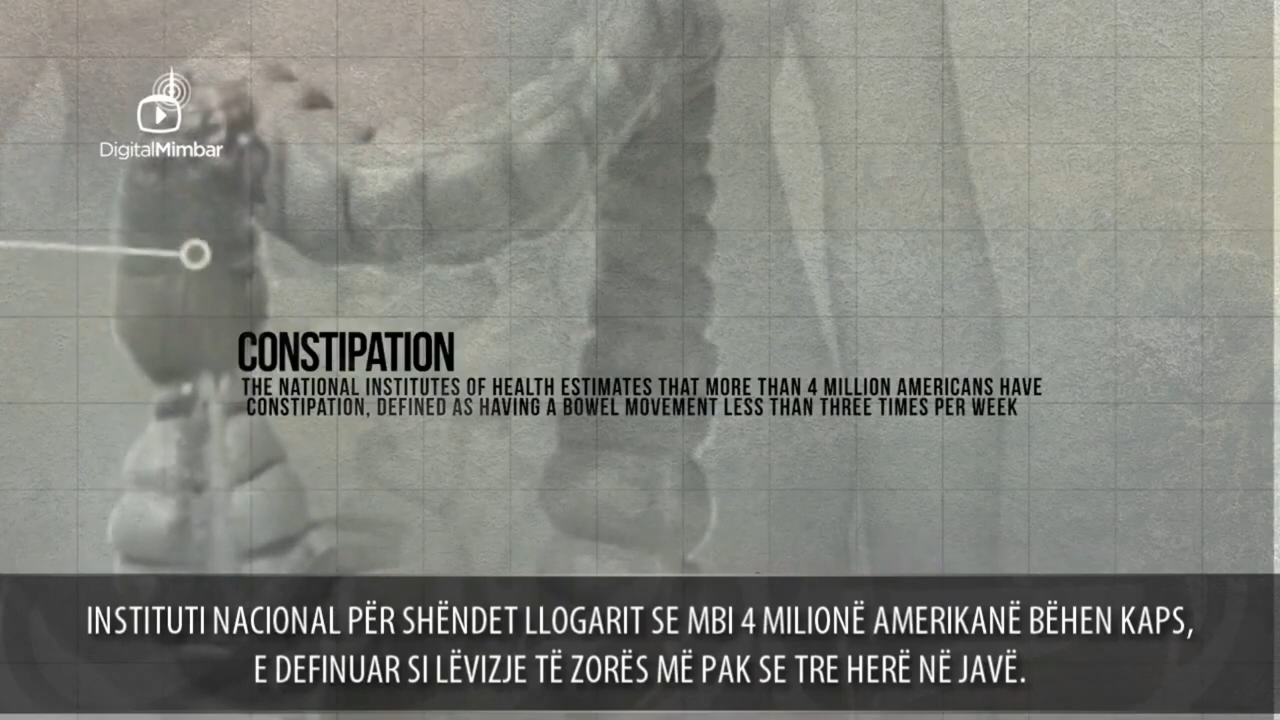 DigitalMimbar
CONSTIPATION
THE NATIONAL INSTITUTES OF HEALTH ESTIMATES THAT MORE THAN 4 MILLION AMERICANS HAVE
CONSTIPATION, DEFINED AS HAVING A BOWEL MOVEMENT LESS THAN THREE TIMES PER WEEK
INSTITUTI NACIONAL PËR SHËNDET LLOGARIT SE MBI 4 MILIONË AMERIKANË BËHEN KAPS,
E DEFINUAR SI LËVIZJE TË ZORËS MË PAK SE TRE HERË NË JAVË.